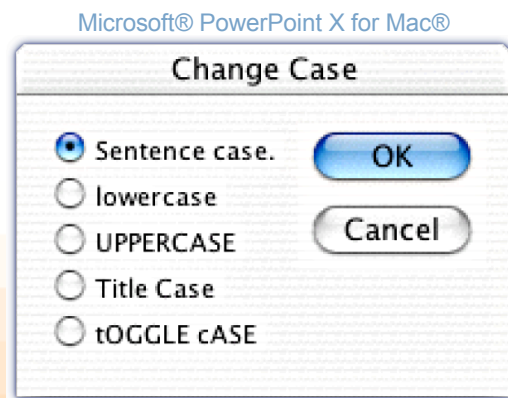 Microsoft® PowerPoint X for Mac®
Change Case
Sentence case.
OK
lowercase
UPPERCASE
Cancel
Title Case
tOGGLE cASE